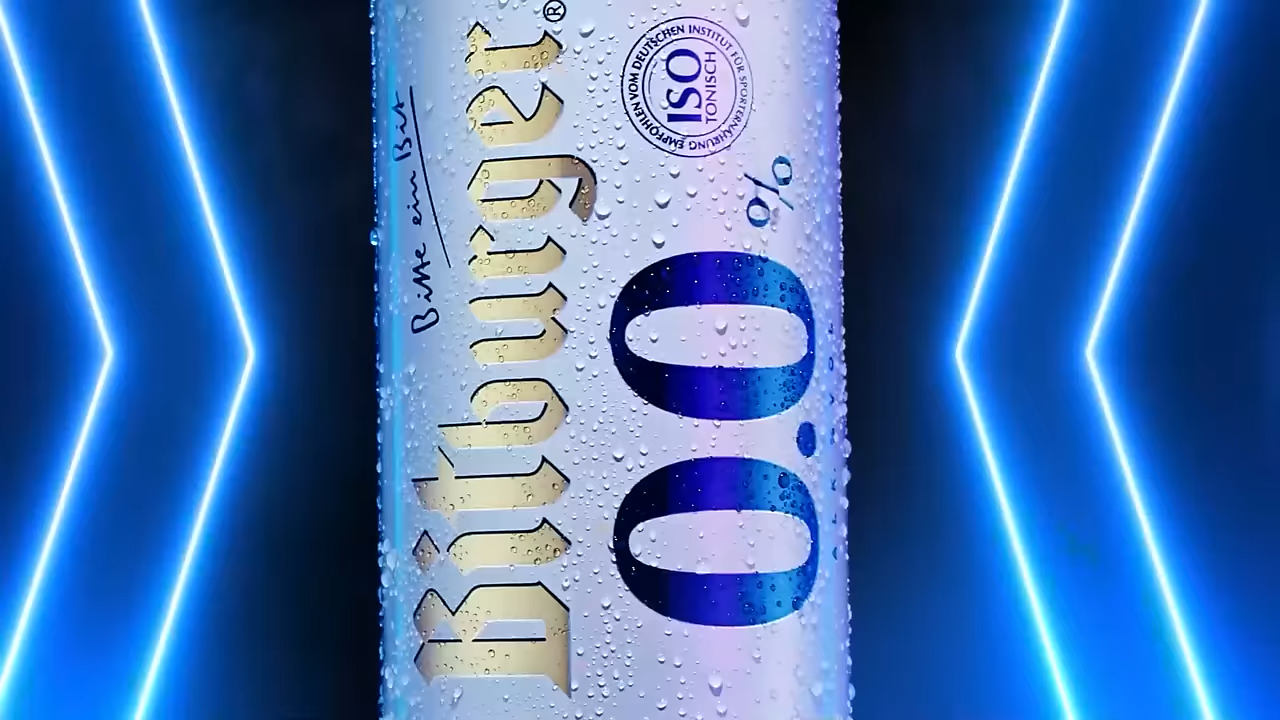 Bitte ein Bit
Bitburger®
0.0%
EMPFOHLEN VOM DEUTSCHEN INSTITUT FÜR SPORTERNÄHRUNG
ISO
TONISCH